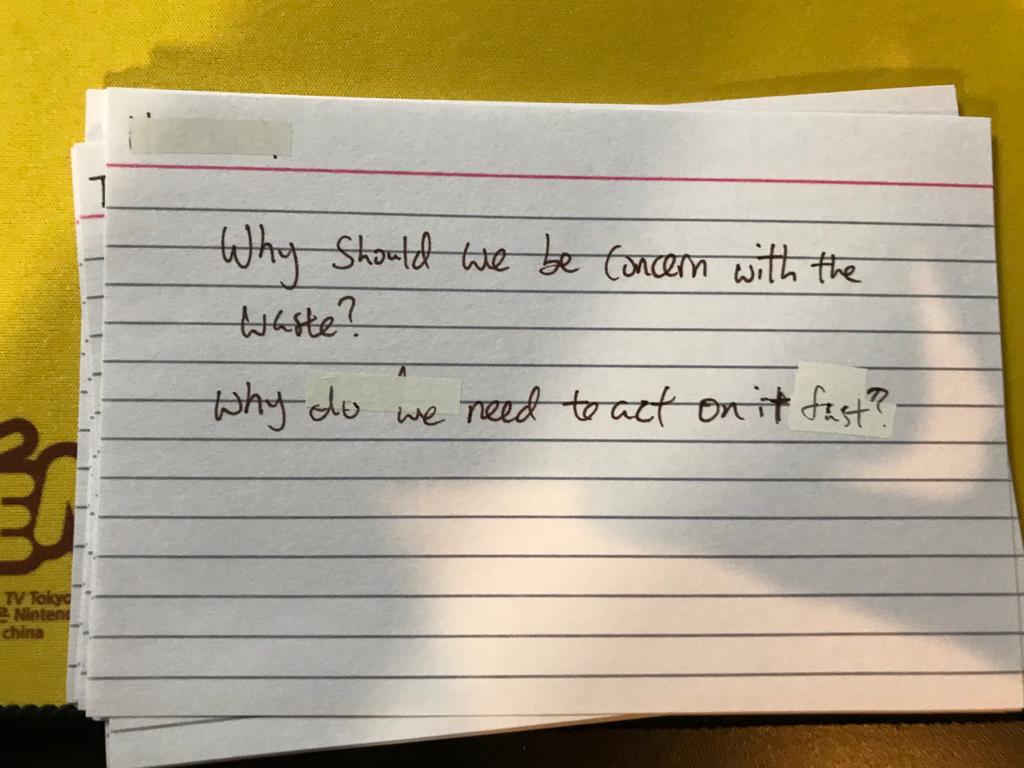 Why should we be concern with the
waste?
Why do we need to act on it fast?
TV Tokyo
Nintend
china